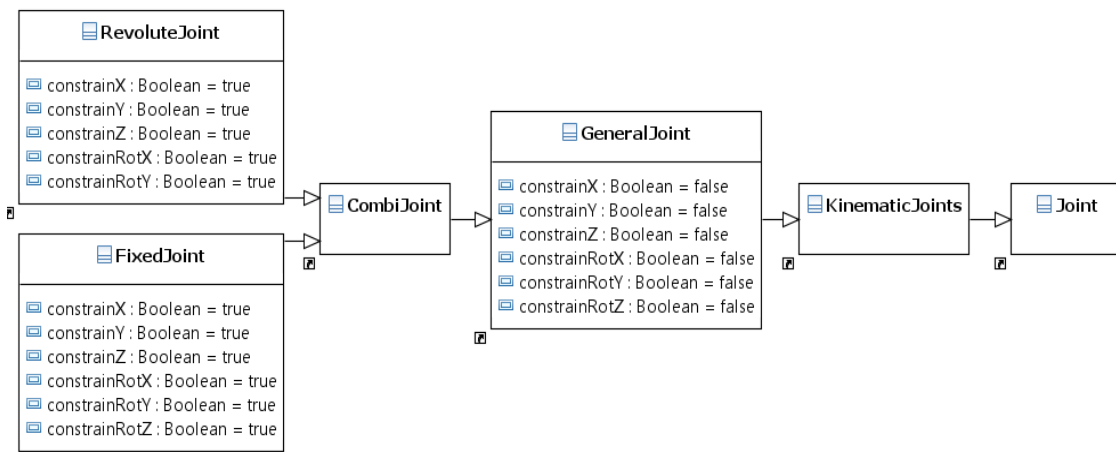 RevoluteJoint
constrainX : Boolean = true
constrainY : Boolean = true
constrainZ : Boolean = true
constrainRotX : Boolean = true
constrainRotY : Boolean = true
FixedJoint
constrainX : Boolean = true
constrainY : Boolean = true
constrainZ : Boolean = true
constrainRotX : Boolean = true
constrainRotY : Boolean = true
constrainRotZ : Boolean = true
CombiJoint
GeneralJoint
constrainX : Boolean = false
constrainY : Boolean = false
constrainZ : Boolean = false
constrainRotX : Boolean = false
constrainRotY : Boolean = false
constrainRotZ : Boolean = false
KinematicJoints
Joint